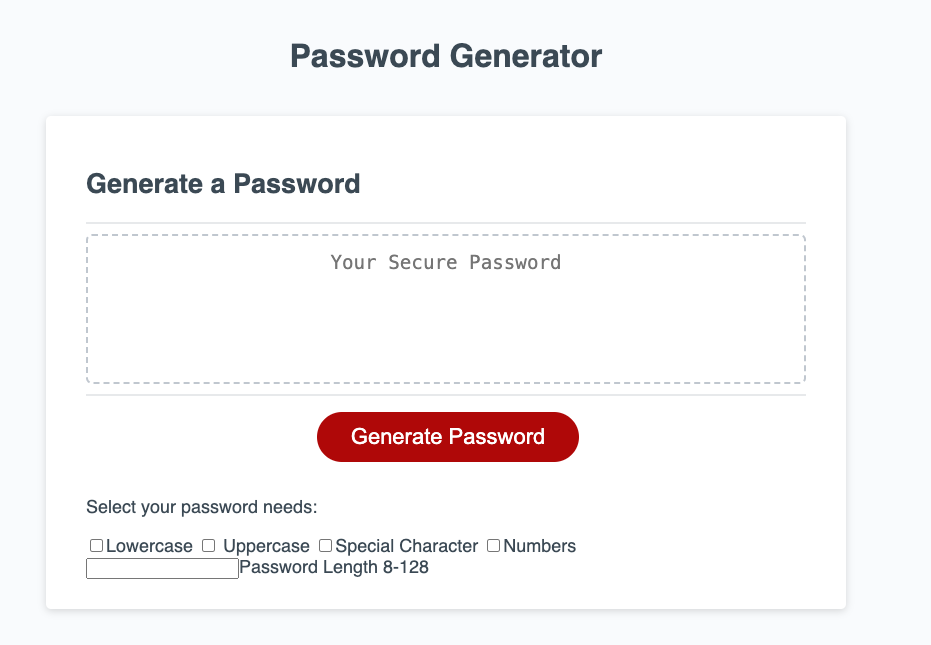 Password Generator
Generate a Password
Your Secure Password
Generate Password
Select your password needs:
Lowercase Uppercase Special Character Numbers
Password Length 8-128